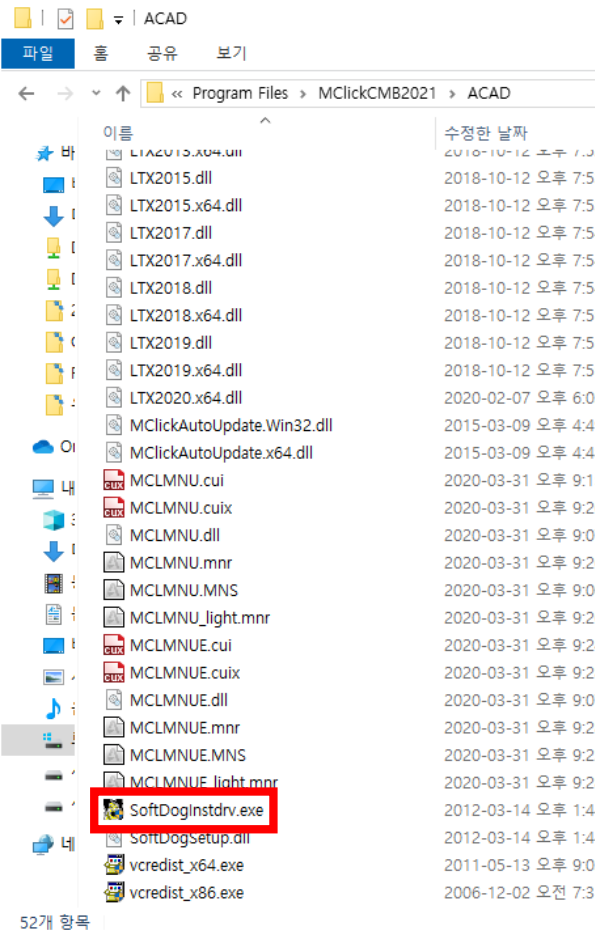 ACAD
파일 홈 공유 보기
« Program Files > MClickCMB2021 > ACAD
이름 수정한 날짜
LTX2013.x64.dll 2018-10-12 오후 7:5
LTX2015.dll 2018-10-12 오후 7:5
LTX2015.x64.dll 2018-10-12 오후 7:5
LTX2017.dll 2018-10-12 오후 7:5
LTX2017.x64.dll 2018-10-12 오후 7:5
LTX2018.dll 2018-10-12 오후 7:5
LTX2018.x64.dll 2018-10-12 오후 7:5
LTX2019.dll 2018-10-12 오후 7:5
LTX2019.x64.dll 2018-10-12 오후 7:5
LTX2020.x64.dll 2020-02-07 오후 6:0
MClickAutoUpdate.Win32.dll 2015-03-09 오후 4:4
MClickAutoUpdate.x64.dll 2015-03-09 오후 4:4
MCLMNU.cui 2020-03-31 오후 9:1
MCLMNU.cuix 2020-03-31 오후 9:2
MCLMNU.dll 2020-03-31 오후 9:0
MCLMNU.mnr 2020-03-31 오후 9:2
MCLMNU.MNS 2020-03-31 오후 9:0
MCLMNU_light.mnr 2020-03-31 오후 9:2
MCLMNUE.cui 2020-03-31 오후 9:2
MCLMNUE.cuix 2020-03-31 오후 9:2
MCLMNUE.dll 2020-03-31 오후 9:0
MCLMNUE.mnr 2020-03-31 오후 9:2
MCLMNUE.MNS 2020-03-31 오후 9:2
MCLMNUE_light.mnr 2020-03-31 오후 9:2
SoftDogInstdrv.exe 2012-03-14 오후 1:4
SoftDogSetup.dll 2012-03-14 오후 1:4
vcredist_x64.exe 2011-05-13 오후 9:0
vcredist_x86.exe 2006-12-02 오전 7:3
52개 항목